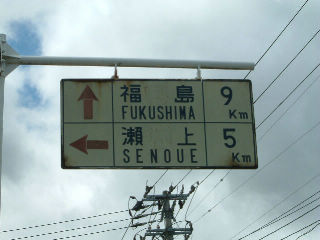 福島 9
FUKUSHIMA Km
瀬上 5
SENOUE Km